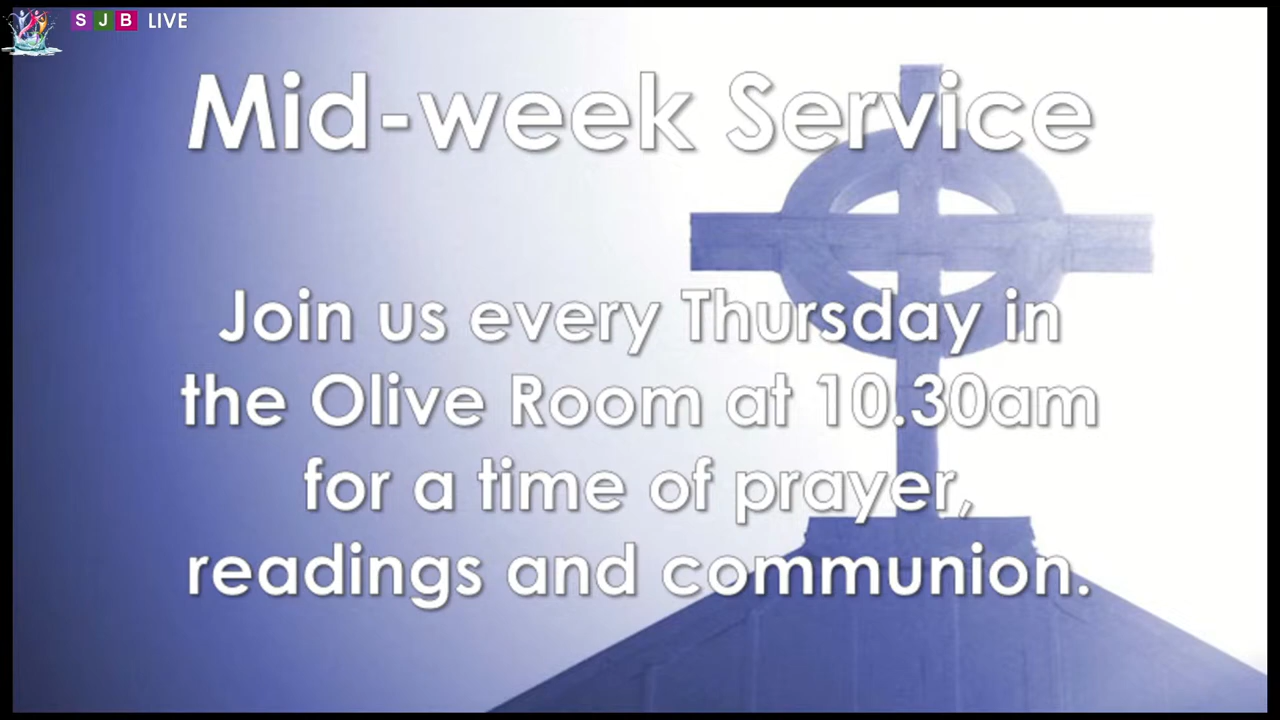 SJB LIVE
Mid-week Service
Join us every Thursday in
the Olive Room at 10.30am
for a time of prayer,
readings and communion.